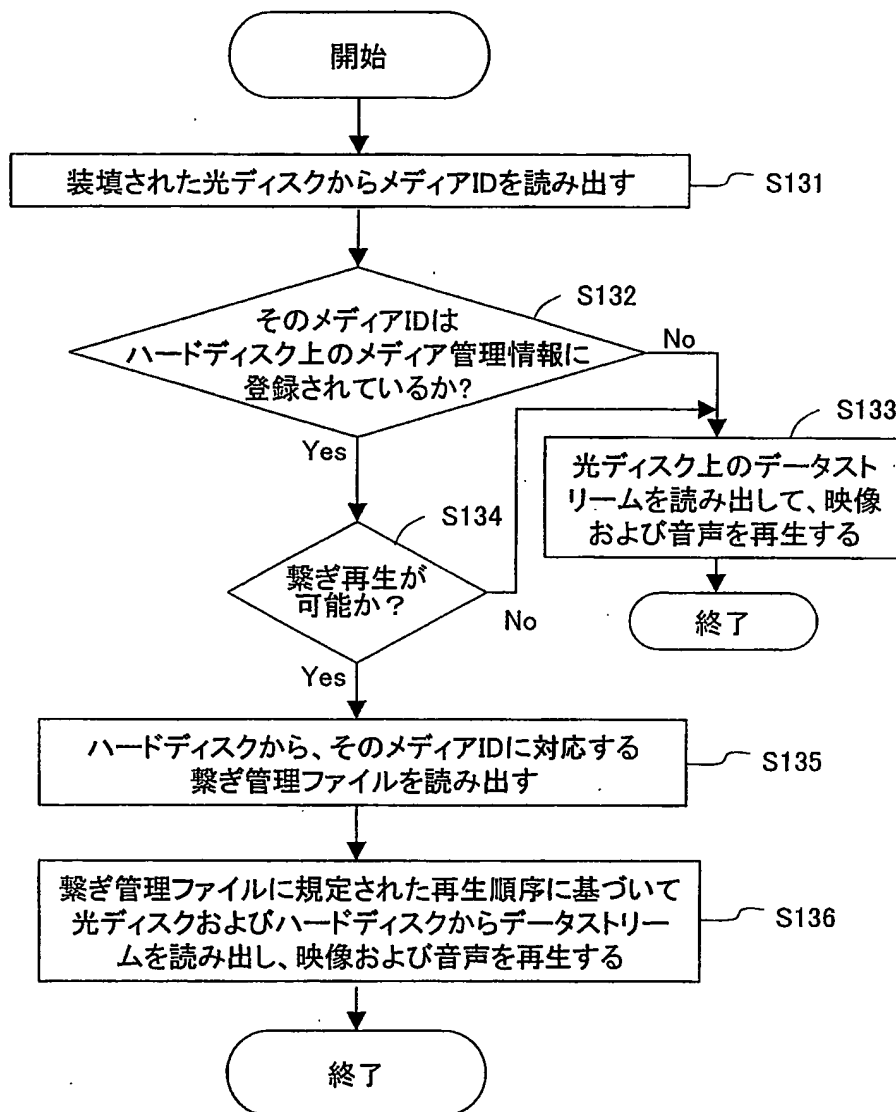 開始
装填された光ディスクからメディアIDを読み出す
S131
S132
そのメディアIDは
ハードディスク上のメディア管理情報に
登録されているか?
No
Yes
S133
光ディスク上のデータスト
リームを読み出して、映像
および音声を再生する
終了
S134
繋ぎ再生が
可能か？
No
Yes
ハードディスクから、そのメディアIDに対応する
繋ぎ管理ファイルを読み出す
S135
繋ぎ管理ファイルに規定された再生順序に基づいて
光ディスクおよびハードディスクからデータストリー
ムを読み出し、映像および音声を再生する
S136
終了